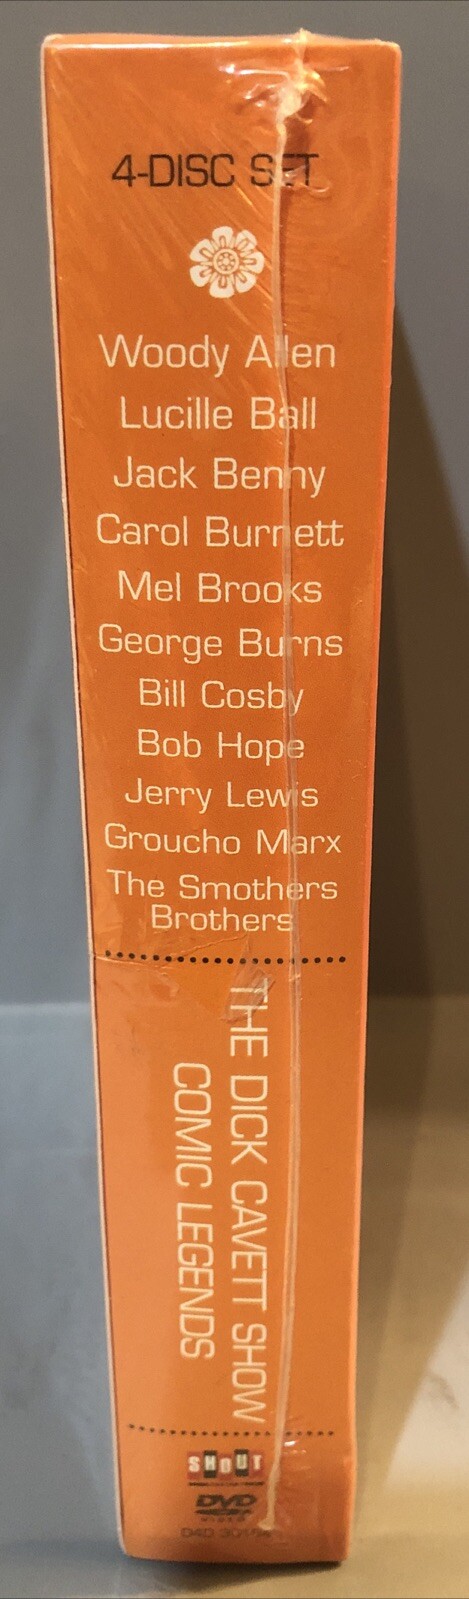 4-DISC SET
Woody Allen
Lucille Ball
Jack Benny
Carol Burnett
Mel Brooks
George Burns
Bill Cosby
Bob Hope
Jerry Lewis
Groucho Marx
The Smothers
Brothers
THE DICK CAVETT SHOW
COMIC LEGENDS
SHOUT
DVD
VIDEO